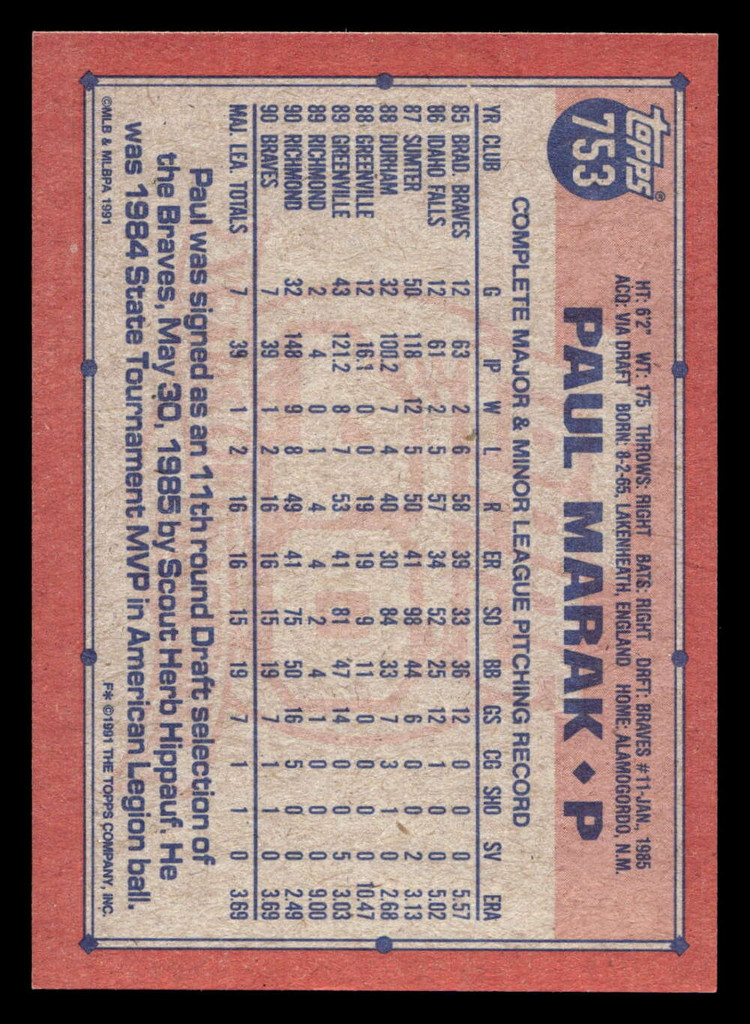 topps®
753
HT: 6'2" WT: 175 THROWS: RIGHT BATS: RIGHT DRFT: BRAVES #11-JAN., 1985
ACQ: VIA DRAFT BORN: 8-2-65, LAKENHEATH, ENGLAND HOME: ALAMOGORDO, N.M.
PAUL MARAK ♦ P
COMPLETE MAJOR & MINOR LEAGUE PITCHING RECORD
YR CLUB G IP W L R ER SO BB GS CG SHO SV ERA
85 BRAD. BRAVES 12 63 2 6 58 39 33 36 12 0 0 0 5.57
86 IDAHO FALLS 12 61 2 5 57 34 52 25 12 1 0 0 5.02
87 SUMTER 50 118 12 5 50 41 98 44 6 0 0 2 3.13
88 DURHAM 32 100.2 7 4 40 30 84 33 7 3 1 0 2.68
88 GREENVILLE 12 16.1 0 0 19 19 9 11 0 0 0 0 10.47
89 GREENVILLE 43 121.2 8 7 53 41 81 47 14 0 0 5 3.03
89 RICHMOND 2 4 0 1 4 4 2 4 1 0 0 0 9.00
90 RICHMOND 32 148 9 8 49 41 75 50 16 5 0 0 2.49
90 BRAVES 7 39 1 2 16 16 15 19 7 1 1 0 3.69
MAJ. LEA. TOTALS 7 39 1 2 16 16 15 19 7 1 1 0 3.69
Paul was signed as an 11th round Draft selection of
the Braves, May 30, 1985 by Scout Herb Hippauf. He
was 1984 State Tournament MVP in American Legion ball.
©MLB & MLBPA 1991
F* ©1991 THE TOPPS COMPANY, INC.